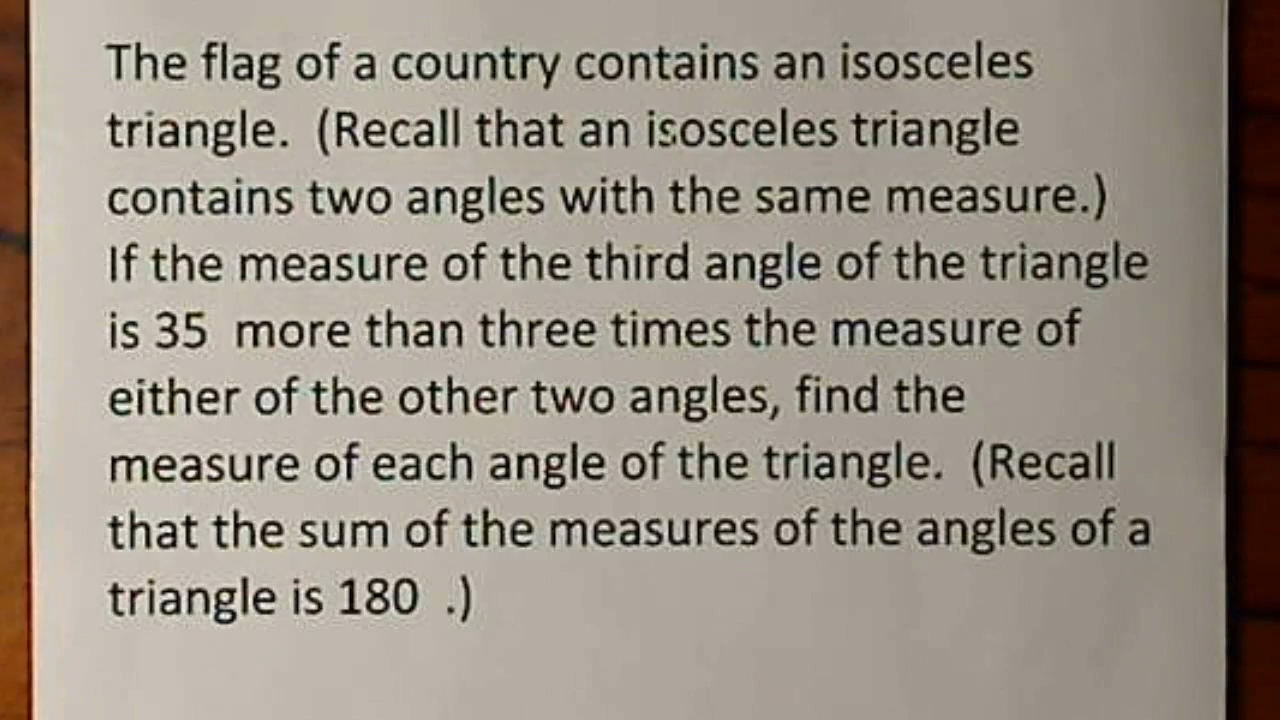 The flag of a country contains an isosceles
triangle.  (Recall that an isosceles triangle
contains two angles with the same measure.)
If the measure of the third angle of the triangle
is 35  more than three times the measure of
either of the other two angles, find the
measure of each angle of the triangle.  (Recall
that the sum of the measures of the angles of a
triangle is 180  .)